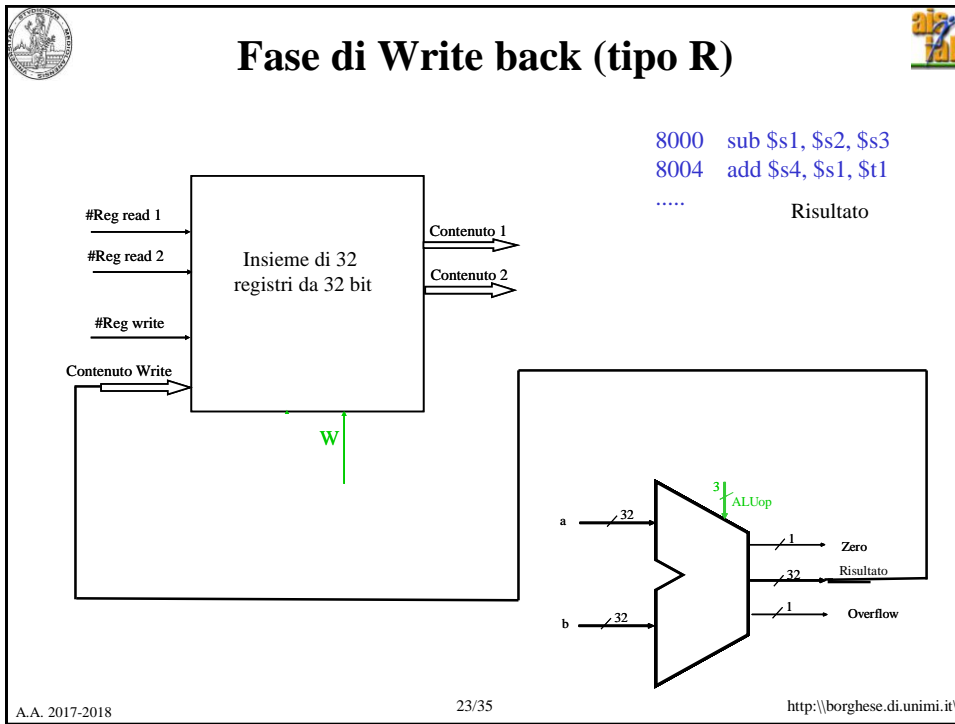 Fase di Write back (tipo R)
8000 sub $s1, $s2, $s3
8004 add $s4, $s1, $t1
.....
Risultato
#Reg read 1
#Reg read 2
#Reg write
Contenuto Write
Insieme di 32
registri da 32 bit
Contenuto 1
Contenuto 2
W
3
ALUop
a
32
b
32
1
Zero
32
Risultato
1
Overflow
A.A. 2017-2018
23/35
http:\\borghese.di.unimi.it\